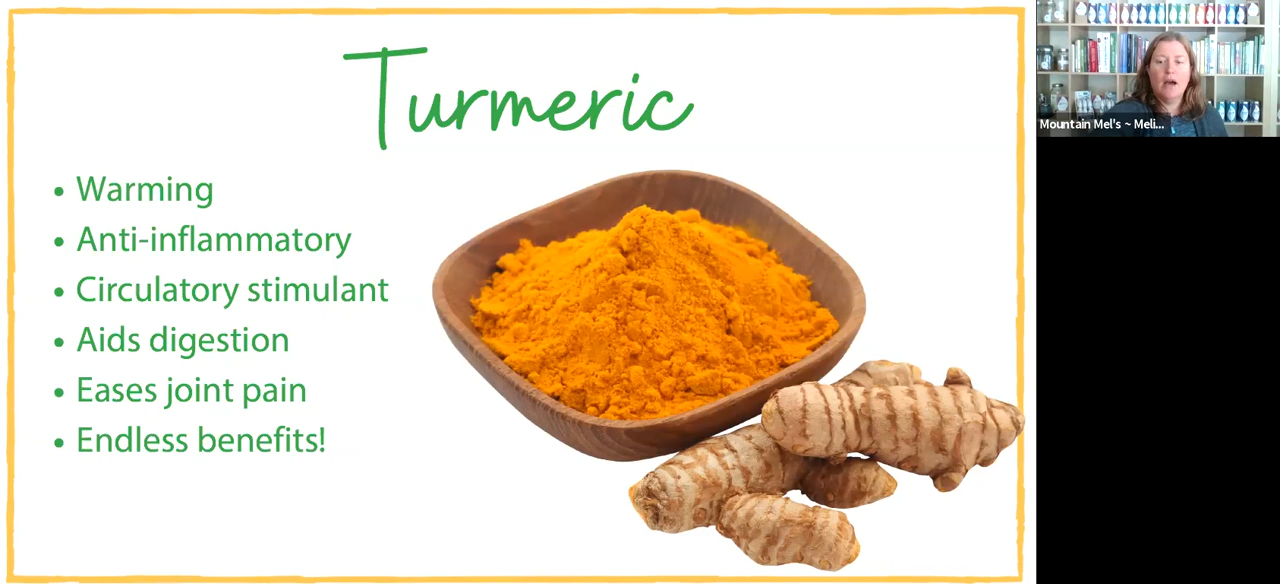 Turmeric
• Warming
• Anti-inflammatory
• Circulatory stimulant
• Aids digestion
• Eases joint pain
• Endless benefits!
Mountain Mel's ~ Meli...